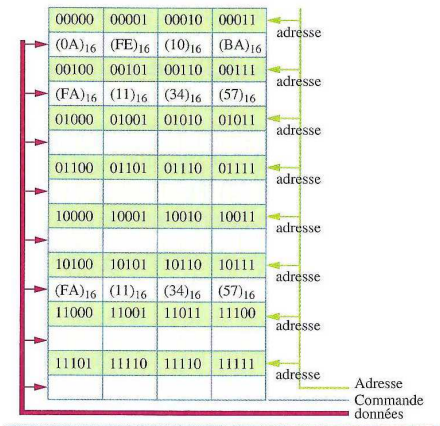 00000 00001 00010 00011
adresse
(0A)16 (FE)16 (10)16 (BA)16
00100 00101 00110 00111
adresse
(FA)16 (11)16 (34)16 (57)16
01000 01001 01010 01011
adresse
01100 01101 01110 01111
adresse
10000 10001 10010 10011
adresse
10100 10101 10110 10111
adresse
(FA)16 (11)16 (34)16 (57)16
11000 11001 11011 11100
adresse
11101 11110 11110 11111
adresse
Adresse
Commande
données